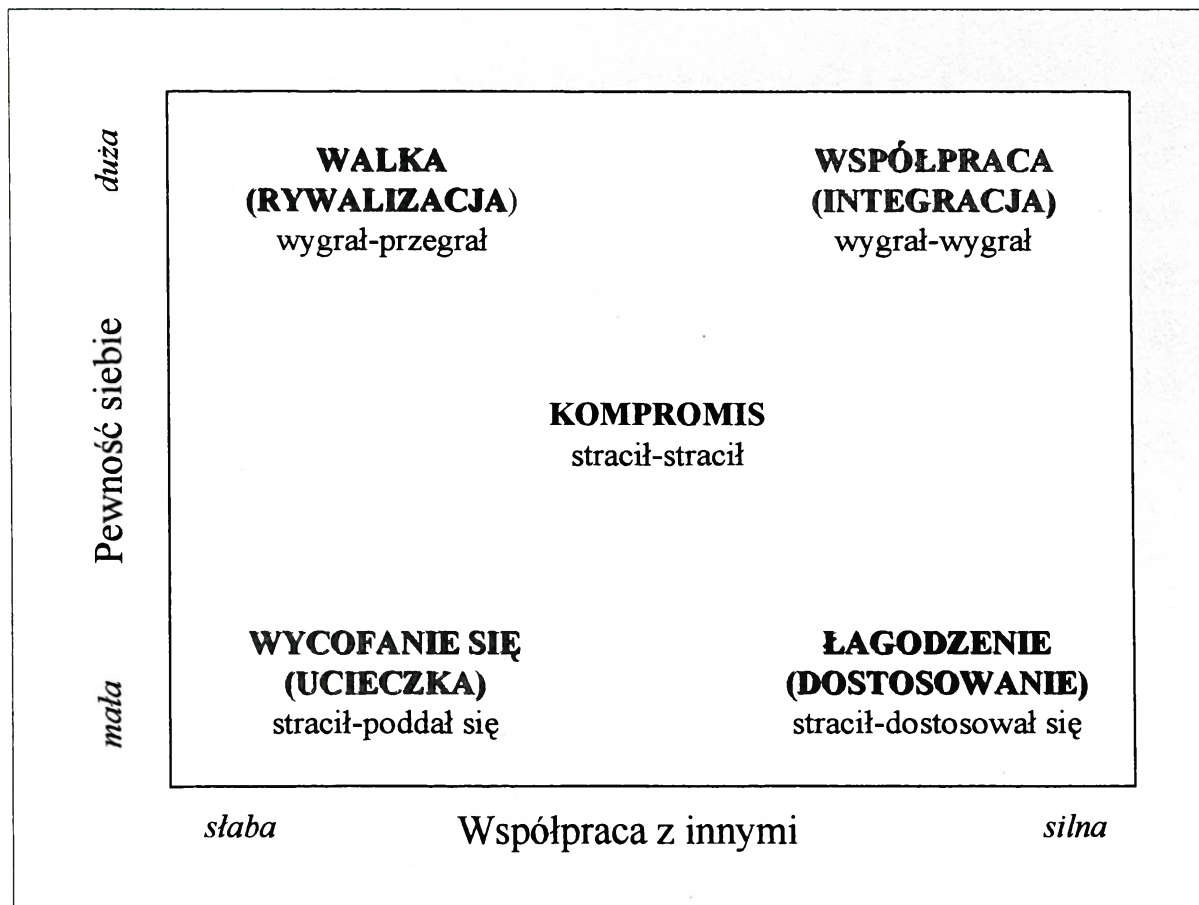 duża
WALKA
(RYWALIZACJA)
wygrał-przegrał
WSPÓŁPRACA
(INTEGRACJA)
wygrał-wygrał
Pewność siebie
KOMPROMIS
stracił-stracił
mała
WYCOFANIE SIĘ
(UCIECZKA)
stracił-poddał się
ŁAGODZENIE
(DOSTOSOWANIE)
stracił-dostosował się
słaba
Współpraca z innymi
silna